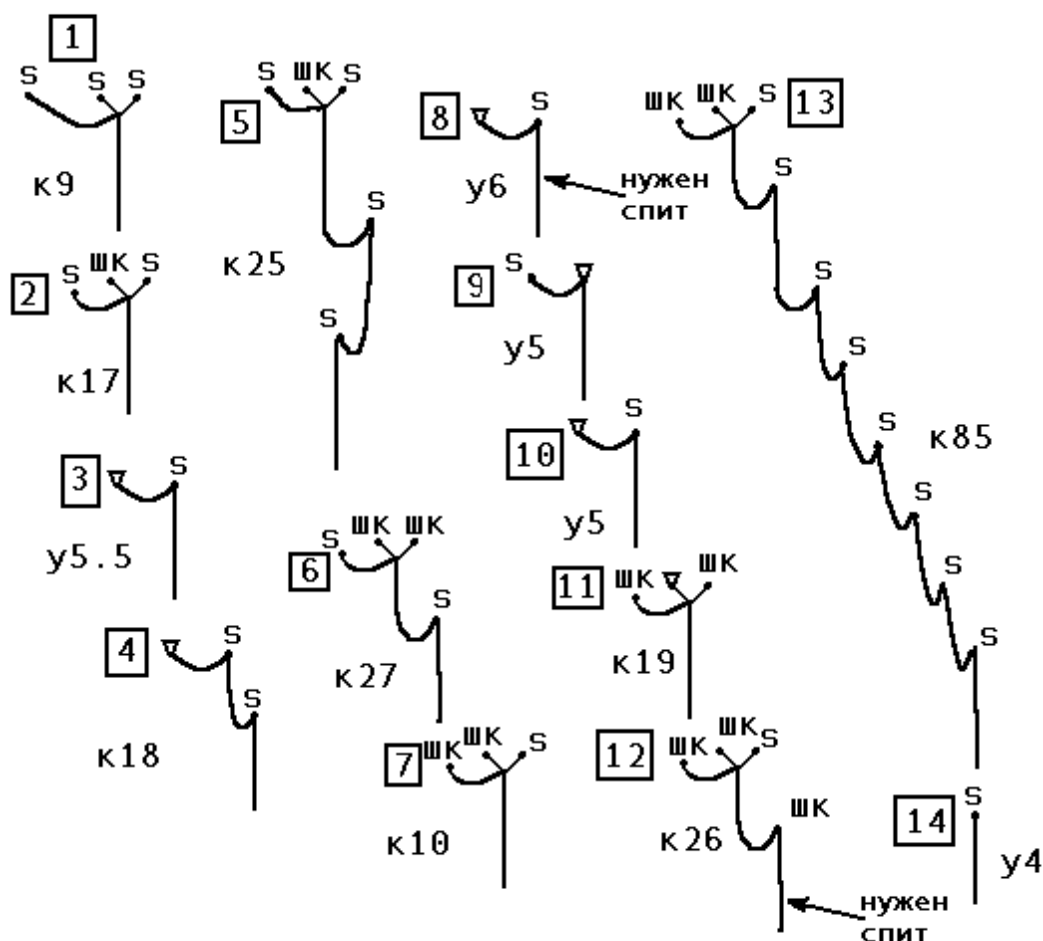 1
S S S
к9
2
S ШК S
к17
3
S
у5.5
4
S
S
к18
5
S ШК S
S
к25
S
6
S ШК ШК
S
к27
7
ШК ШК S
к10
8
S
у6
нужен
спит
9
S
у5
10
S
у5
11
ШК ШК
к19
12
ШК ШК S
ШК
к26
нужен
спит
13
ШК ШК S
S
S
S
S
к85
S
S
S
14
S
у4